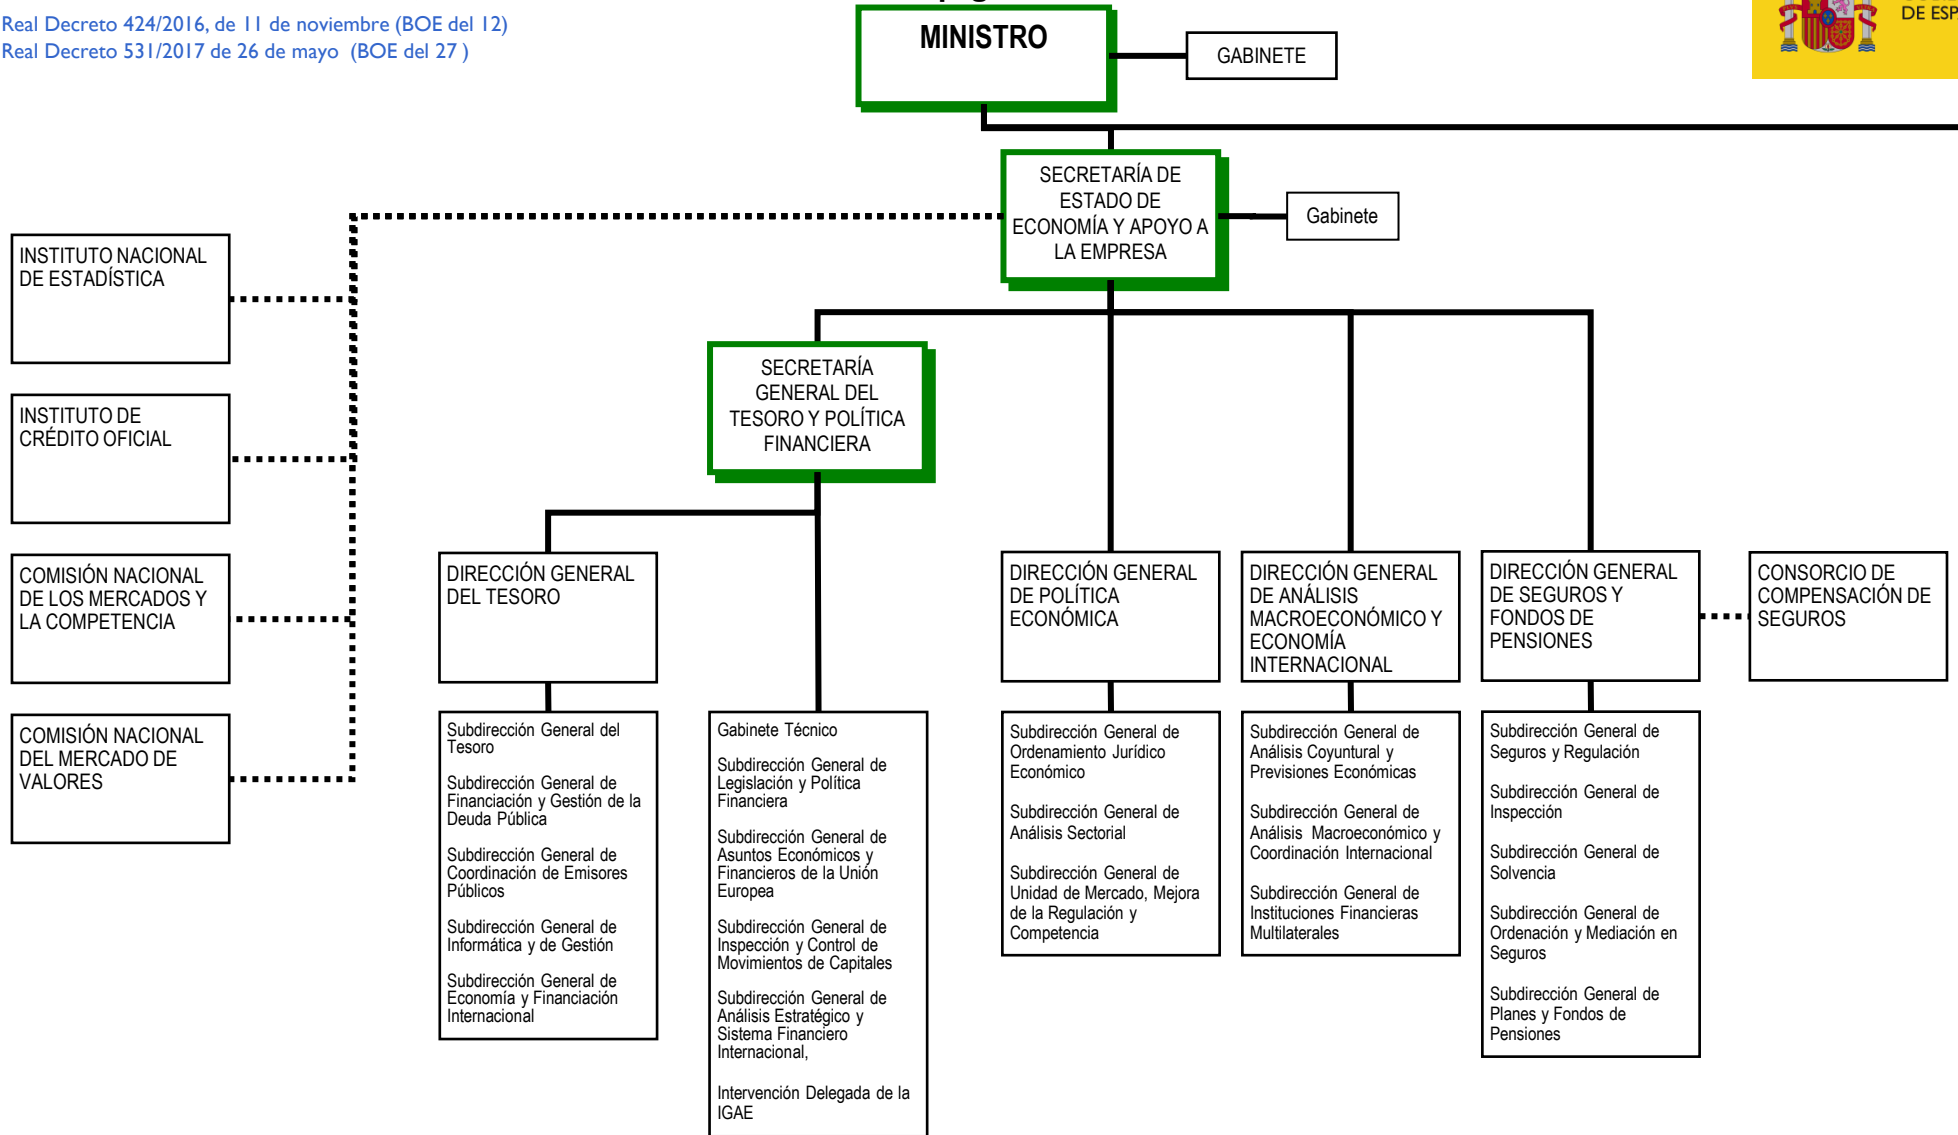 Real Decreto 424/2016, de 11 de noviembre (BOE del 12)
Real Decreto 531/2017 de 26 de mayo (BOE del 27 )
DE ESP
MINISTRO
GABINETE
SECRETARÍA DE
ESTADO DE
ECONOMÍA Y APOYO A
LA EMPRESA
Gabinete
INSTITUTO NACIONAL
DE ESTADÍSTICA
INSTITUTO DE
CRÉDITO OFICIAL
COMISIÓN NACIONAL
DE LOS MERCADOS Y
LA COMPETENCIA
COMISIÓN NACIONAL
DEL MERCADO DE
VALORES
SECRETARÍA
GENERAL DEL
TESORO Y POLÍTICA
FINANCIERA
DIRECCIÓN GENERAL
DEL TESORO
DIRECCIÓN GENERAL
DE POLÍTICA
ECONÓMICA
DIRECCIÓN GENERAL
DE ANÁLISIS
MACROECONÓMICO Y
ECONOMÍA
INTERNACIONAL
DIRECCIÓN GENERAL
DE SEGUROS Y
FONDOS DE
PENSIONES
CONSORCIO DE
COMPENSACIÓN DE
SEGUROS
Subdirección General del
Tesoro
Subdirección General de
Financiación y Gestión de la
Deuda Pública
Subdirección General de
Coordinación de Emisores
Públicos
Subdirección General de
Informática y de Gestión
Subdirección General de
Economía y Financiación
Internacional
Gabinete Técnico
Subdirección General de
Legislación y Política
Financiera
Subdirección General de
Asuntos Económicos y
Financieros de la Unión
Europea
Subdirección General de
Inspección y Control de
Movimientos de Capitales
Subdirección General de
Análisis Estratégico y
Sistema Financiero
Internacional,
Intervención Delegada de la
IGAE
Subdirección General de
Ordenamiento Jurídico
Económico
Subdirección General de
Análisis Sectorial
Subdirección General de
Unidad de Mercado, Mejora
de la Regulación y
Competencia
Subdirección General de
Análisis Coyuntural y
Previsiones Económicas
Subdirección General de
Análisis Macroeconómico y
Coordinación Internacional
Subdirección General de
Instituciones Financieras
Multilaterales
Subdirección General de
Seguros y Regulación
Subdirección General de
Inspección
Subdirección General de
Solvencia
Subdirección General de
Ordenación y Mediación en
Seguros
Subdirección General de
Planes y Fondos de
Pensiones